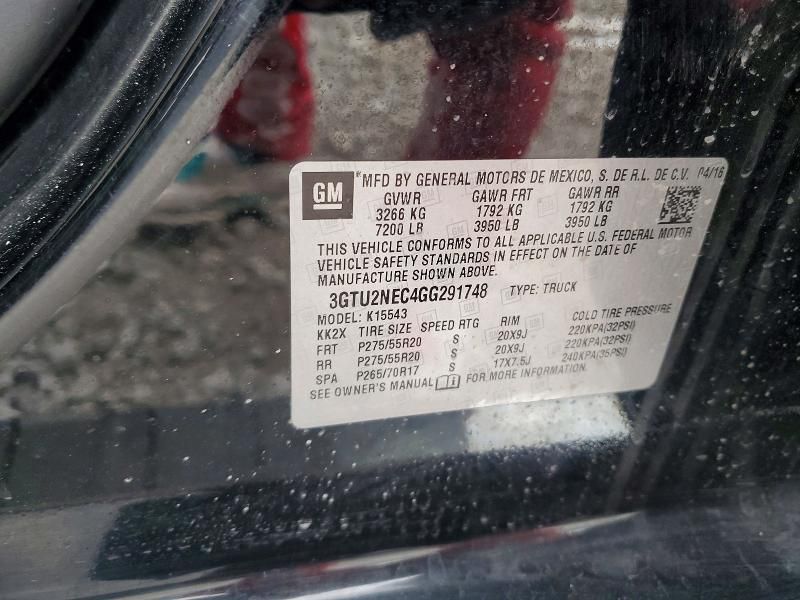 GM * MFD BY GENERAL MOTORS DE MEXICO, S. DE R.L. DE C.V. 04/16
GVWR GAWR FRT GAWR RR
3266 KG 1792 KG 1792 KG
7200 LB 3950 LB 3950 LB
THIS VEHICLE CONFORMS TO ALL APPLICABLE U.S. FEDERAL MOTOR
VEHICLE SAFETY STANDARDS IN EFFECT ON THE DATE OF
MANUFACTURE SHOWN ABOVE.
3GTU2NEC4GG291748 TYPE: TRUCK
MODEL: K15543
KK2X TIRE SIZE SPEED RTG RIM COLD TIRE PRESSURE
FRT P275/55R20 S 20X9J 220KPA(32PSI)
RR P275/55R20 S 20X9J 220KPA(32PSI)
SPA P265/70R17 S 17X7.5J 240KPA(35PSI)
SEE OWNER'S MANUAL FOR MORE INFORMATION.